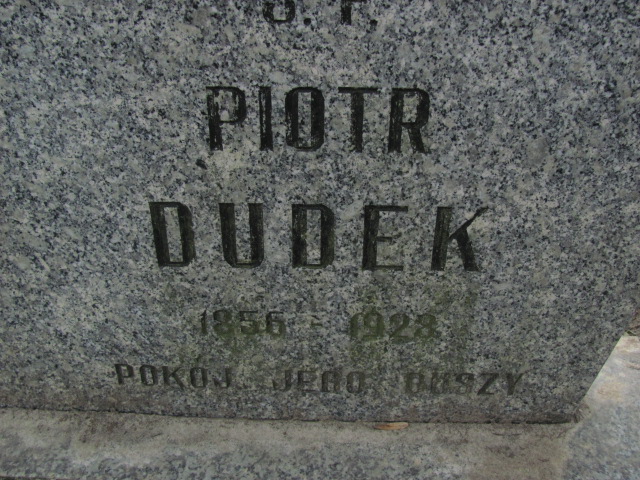 Ś. P.
PIOTR
DUDEK
1856 - 1928
POKÓJ JEGO DUSZY